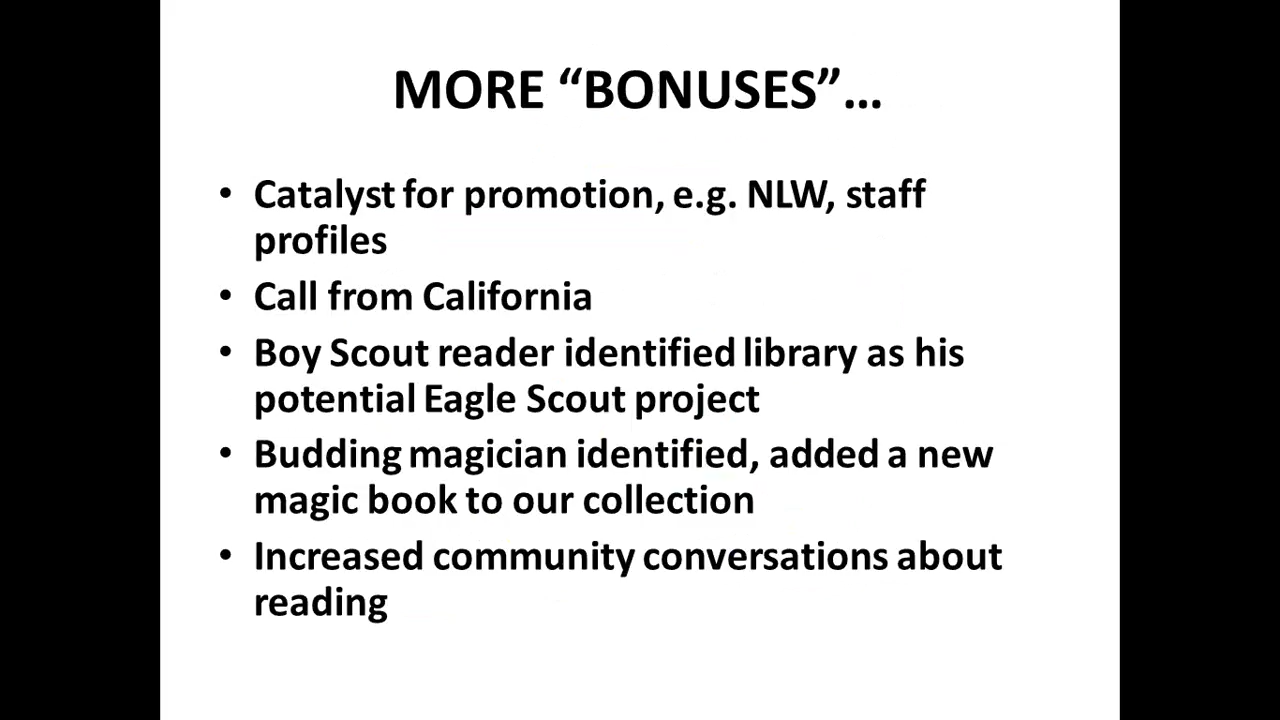 MORE “BONUSES”…
• Catalyst for promotion, e.g. NLW, staff
profiles
• Call from California
• Boy Scout reader identified library as his
potential Eagle Scout project
• Budding magician identified, added a new
magic book to our collection
• Increased community conversations about
reading